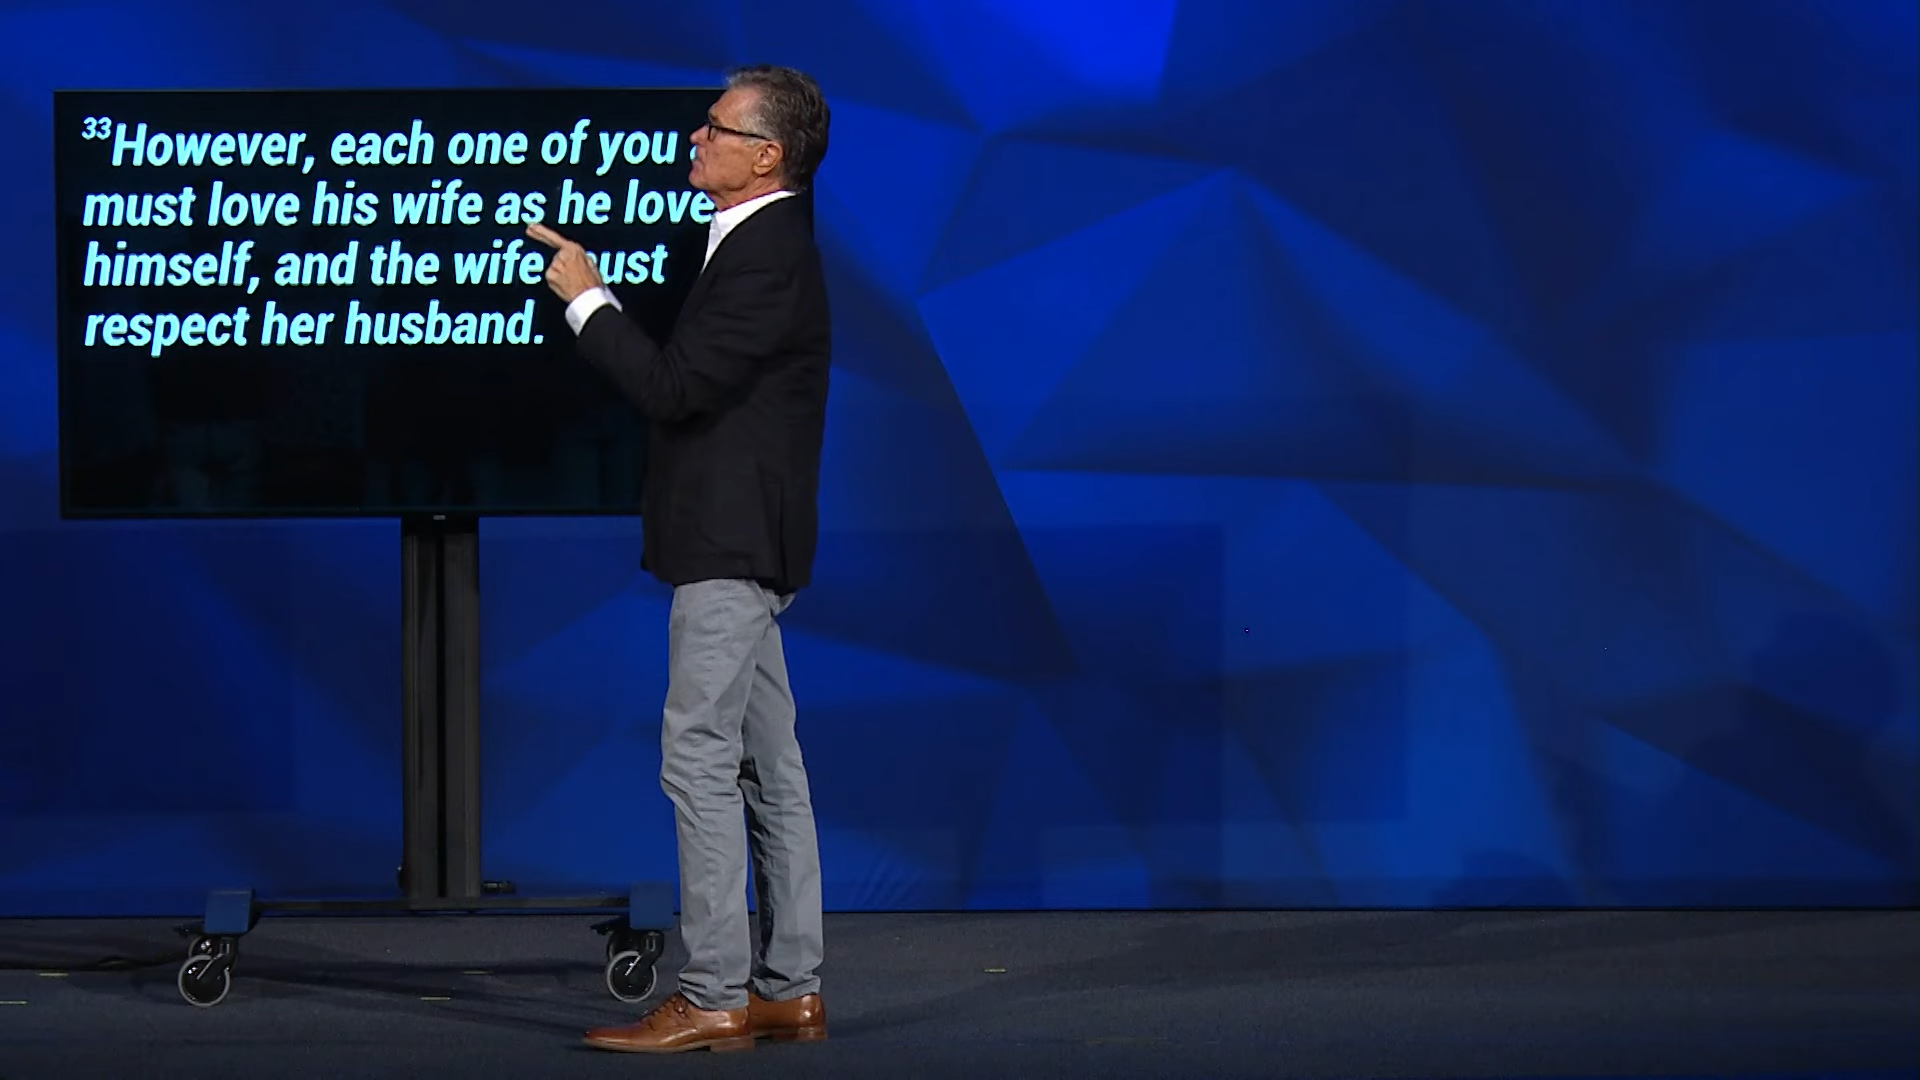 33However, each one of you
must love his wife as he love
himself, and the wife must
respect her husband.